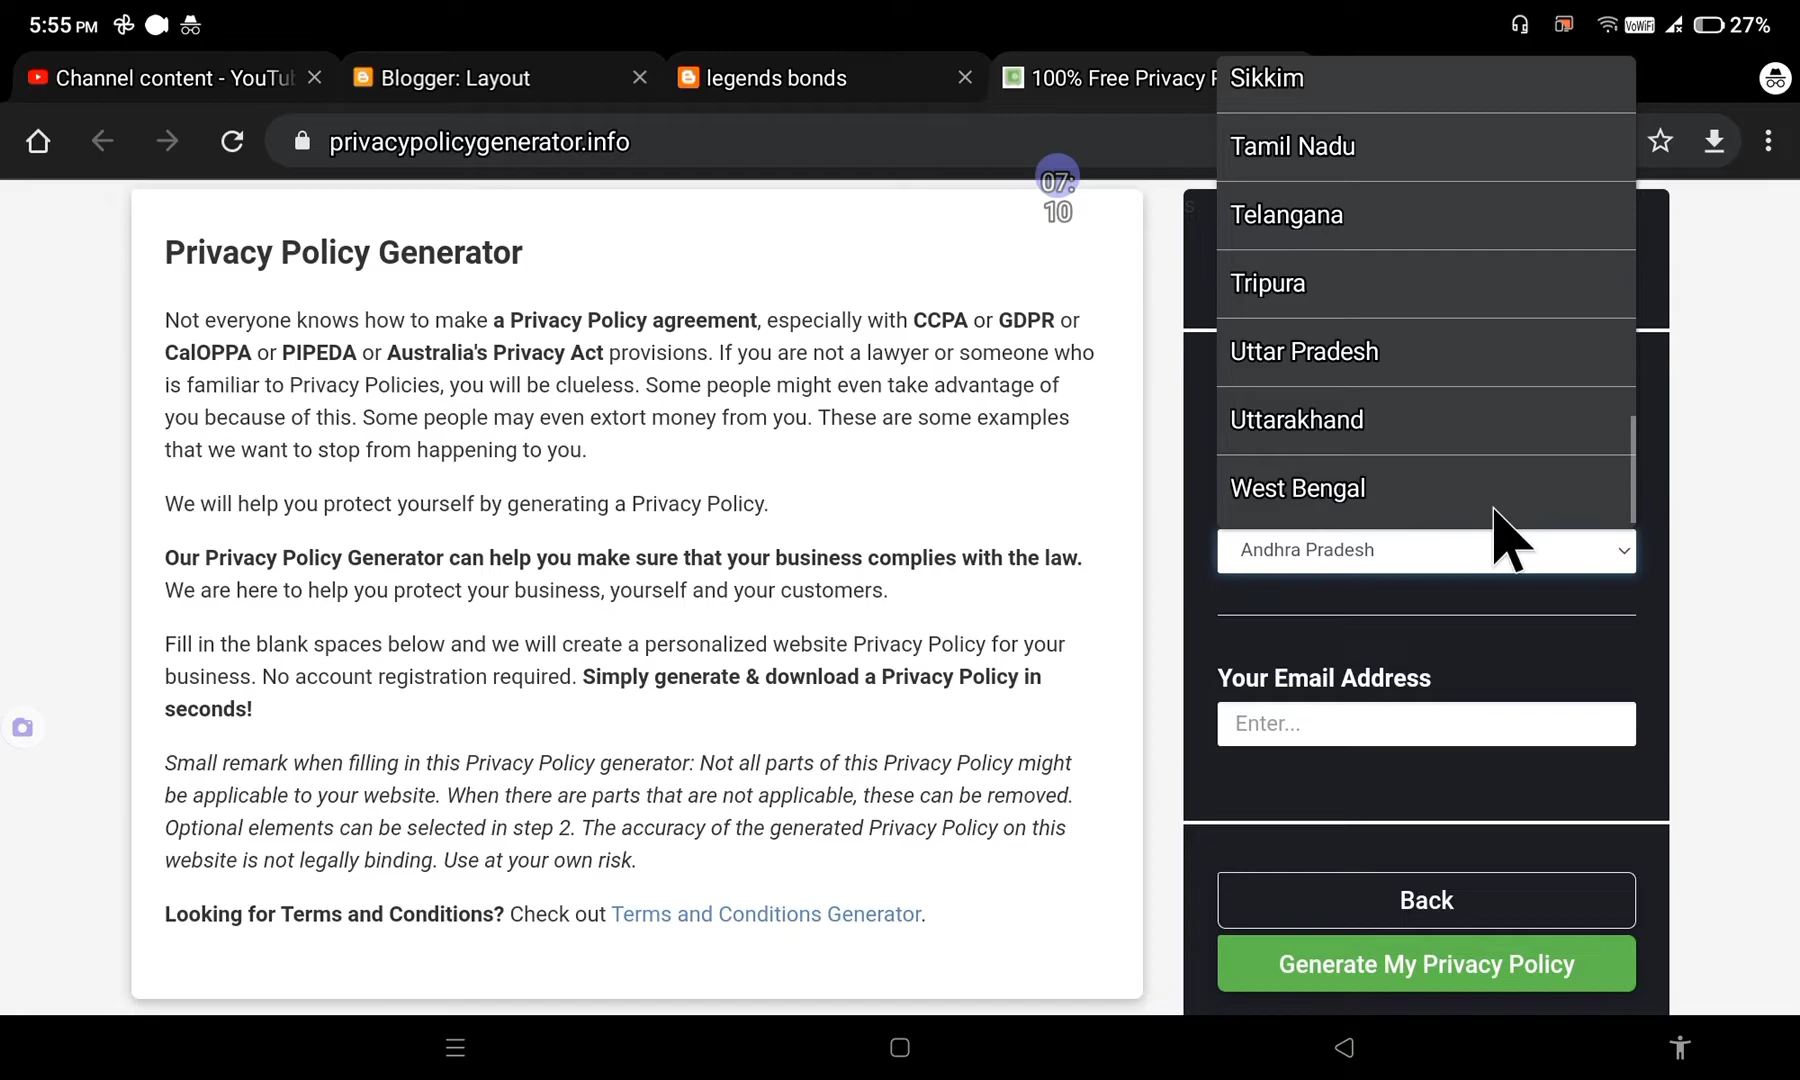 5:55 PM
VoWiFi
27%
Channel content - YouTu
Blogger: Layout
legends bonds
100% Free Privacy P
privacypolicygenerator.info
07:
10
Privacy Policy Generator
Not everyone knows how to make a Privacy Policy agreement, especially with CCPA or GDPR or
CalOPPA or PIPEDA or Australia's Privacy Act provisions. If you are not a lawyer or someone who
is familiar to Privacy Policies, you will be clueless. Some people might even take advantage of
you because of this. Some people may even extort money from you. These are some examples
that we want to stop from happening to you.
We will help you protect yourself by generating a Privacy Policy.
Our Privacy Policy Generator can help you make sure that your business complies with the law.
We are here to help you protect your business, yourself and your customers.
Fill in the blank spaces below and we will create a personalized website Privacy Policy for your
business. No account registration required. Simply generate & download a Privacy Policy in
seconds!
Small remark when filling in this Privacy Policy generator: Not all parts of this Privacy Policy might
be applicable to your website. When there are parts that are not applicable, these can be removed.
Optional elements can be selected in step 2. The accuracy of the generated Privacy Policy on this
website is not legally binding. Use at your own risk.
Looking for Terms and Conditions? Check out Terms and Conditions Generator.
Sikkim
Tamil Nadu
Telangana
Tripura
Uttar Pradesh
Uttarakhand
West Bengal
Andhra Pradesh
Your Email Address
Enter...
Back
Generate My Privacy Policy